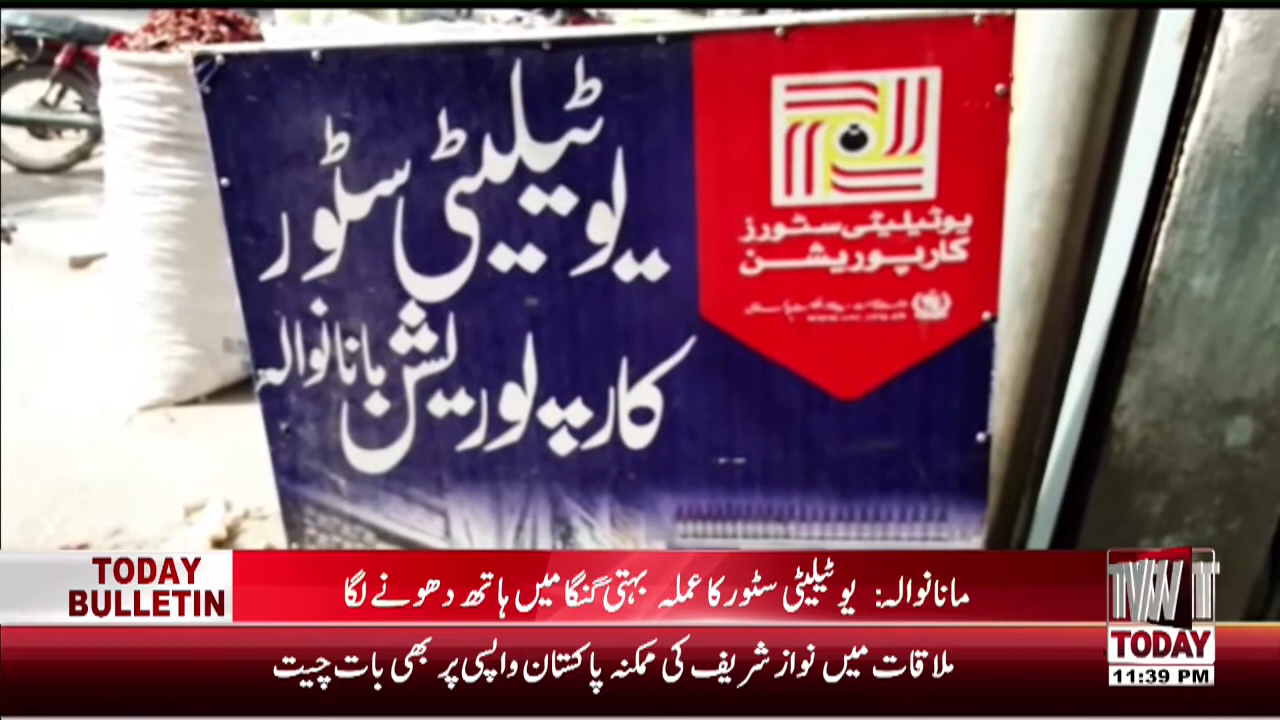 یوٹیلیٹی سٹور
کارپوریشن مانانوالہ
یوٹیلیٹی سٹورز
کارپوریشن
TODAY
BULLETIN
مانانوالہ: یوٹیلیٹی سٹور کا عملہ بہتی گنگا میں ہاتھ دھونے لگا
ملاقات میں نواز شریف کی ممکنہ پاکستان واپسی پر بھی بات چیت
TODAY
11:39 PM